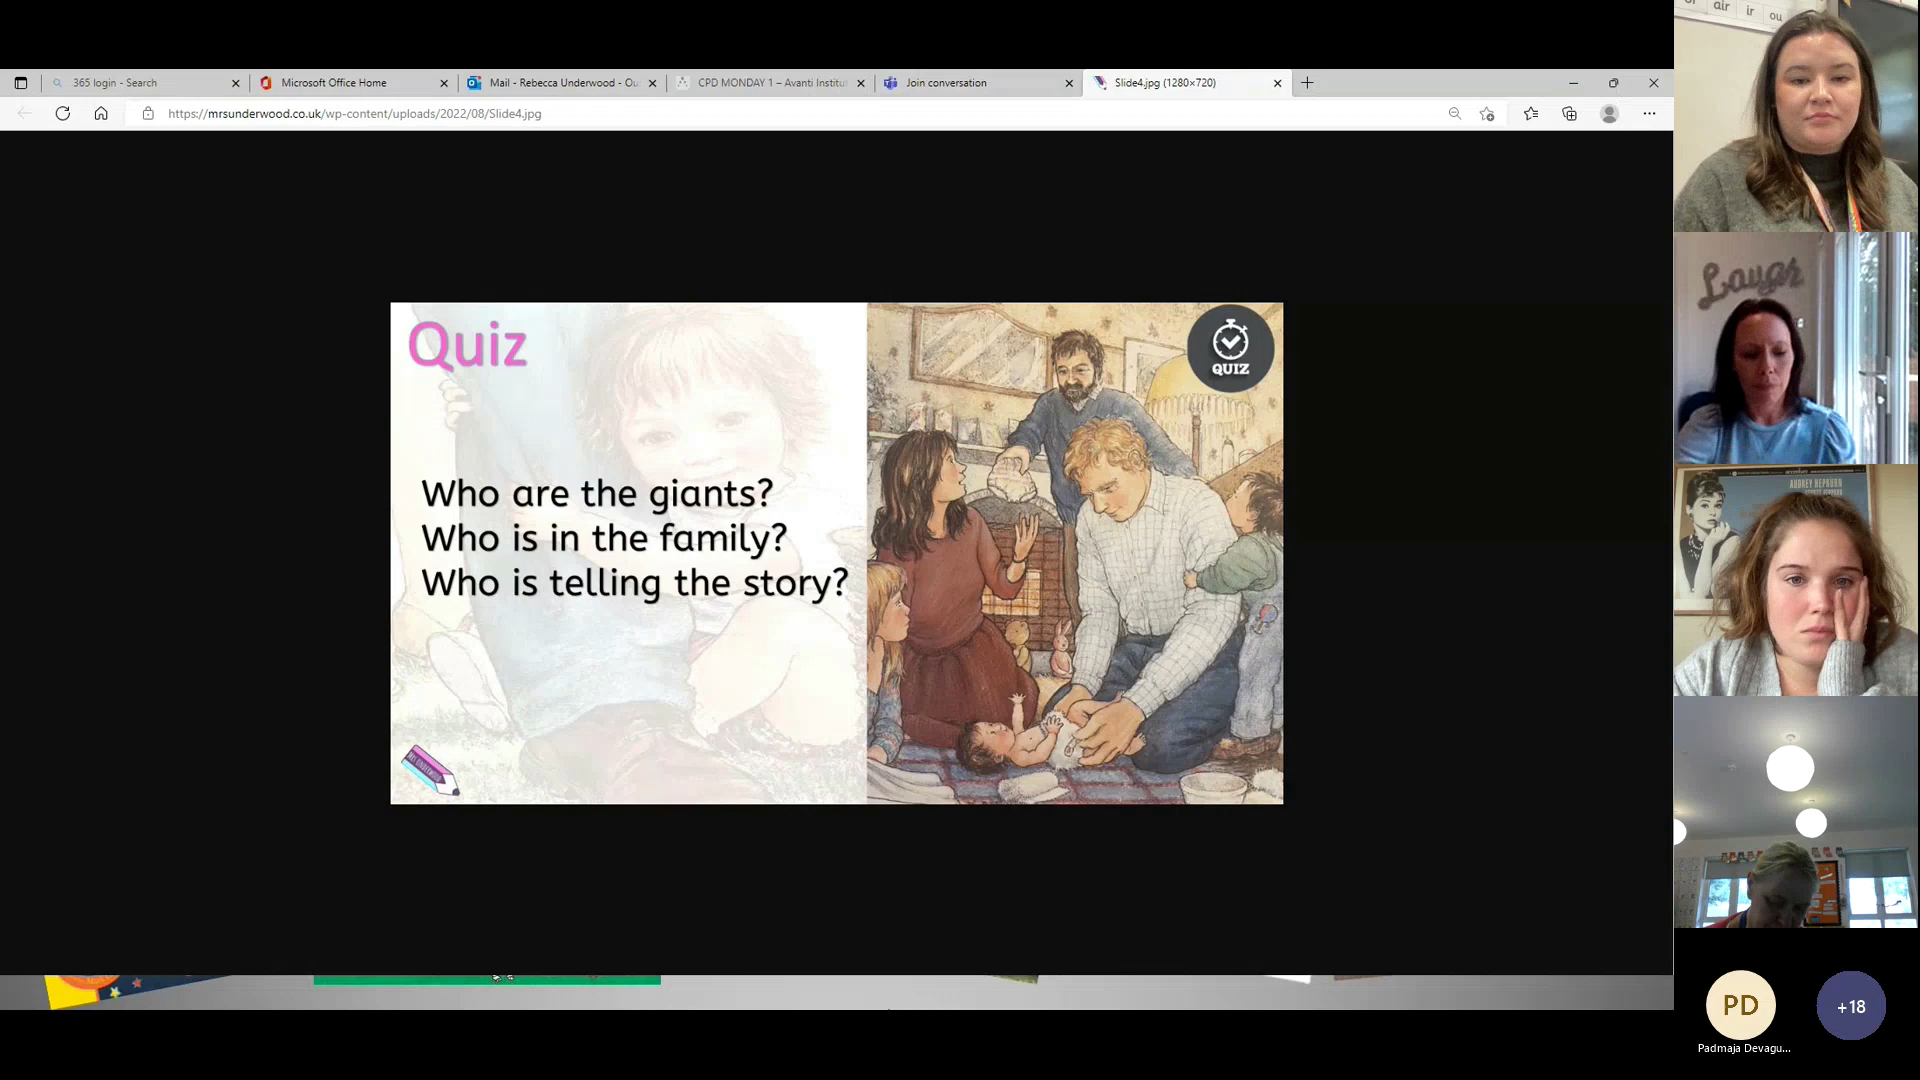 365 login - Search
Microsoft Office Home
Mail - Rebecca Underwood - Ou
CPD MONDAY 1 – Avanti Institu
Join conversation
Slide4.jpg (1280×720)
https://mrsunderwood.co.uk/wp-content/uploads/2022/08/Slide4.jpg
Quiz
QUIZ
Who are the giants?
Who is in the family?
Who is telling the story?
air ir ou
Laugh
AUDREY HEPBURN
PD
+18
Padmaja Devagu...